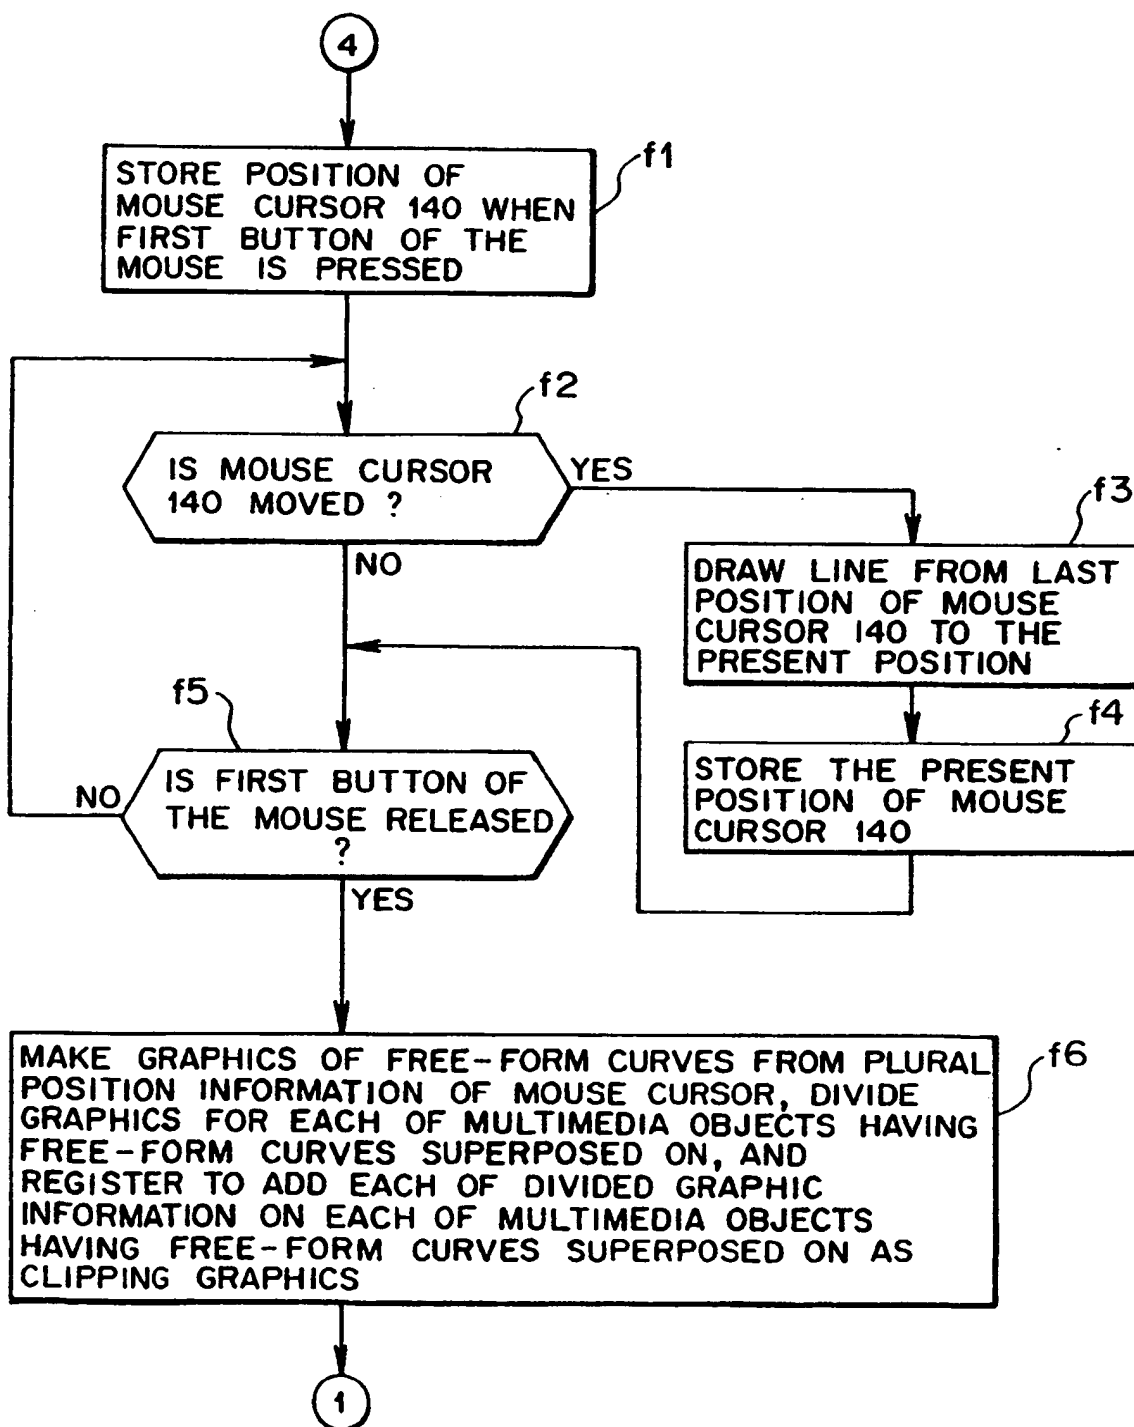 4
f1
STORE POSITION OF
MOUSE CURSOR 140 WHEN
FIRST BUTTON OF THE
MOUSE IS PRESSED
f2
IS MOUSE CURSOR
140 MOVED ?
YES
NO
f3
DRAW LINE FROM LAST
POSITION OF MOUSE
CURSOR 140 TO THE
PRESENT POSITION
f4
STORE THE PRESENT
POSITION OF MOUSE
CURSOR 140
f5
IS FIRST BUTTON OF
THE MOUSE RELEASED
?
NO
YES
f6
MAKE GRAPHICS OF FREE-FORM CURVES FROM PLURAL
POSITION INFORMATION OF MOUSE CURSOR, DIVIDE
GRAPHICS FOR EACH OF MULTIMEDIA OBJECTS HAVING
FREE-FORM CURVES SUPERPOSED ON, AND
REGISTER TO ADD EACH OF DIVIDED GRAPHIC
INFORMATION ON EACH OF MULTIMEDIA OBJECTS
HAVING FREE-FORM CURVES SUPERPOSED ON AS
CLIPPING GRAPHICS
1